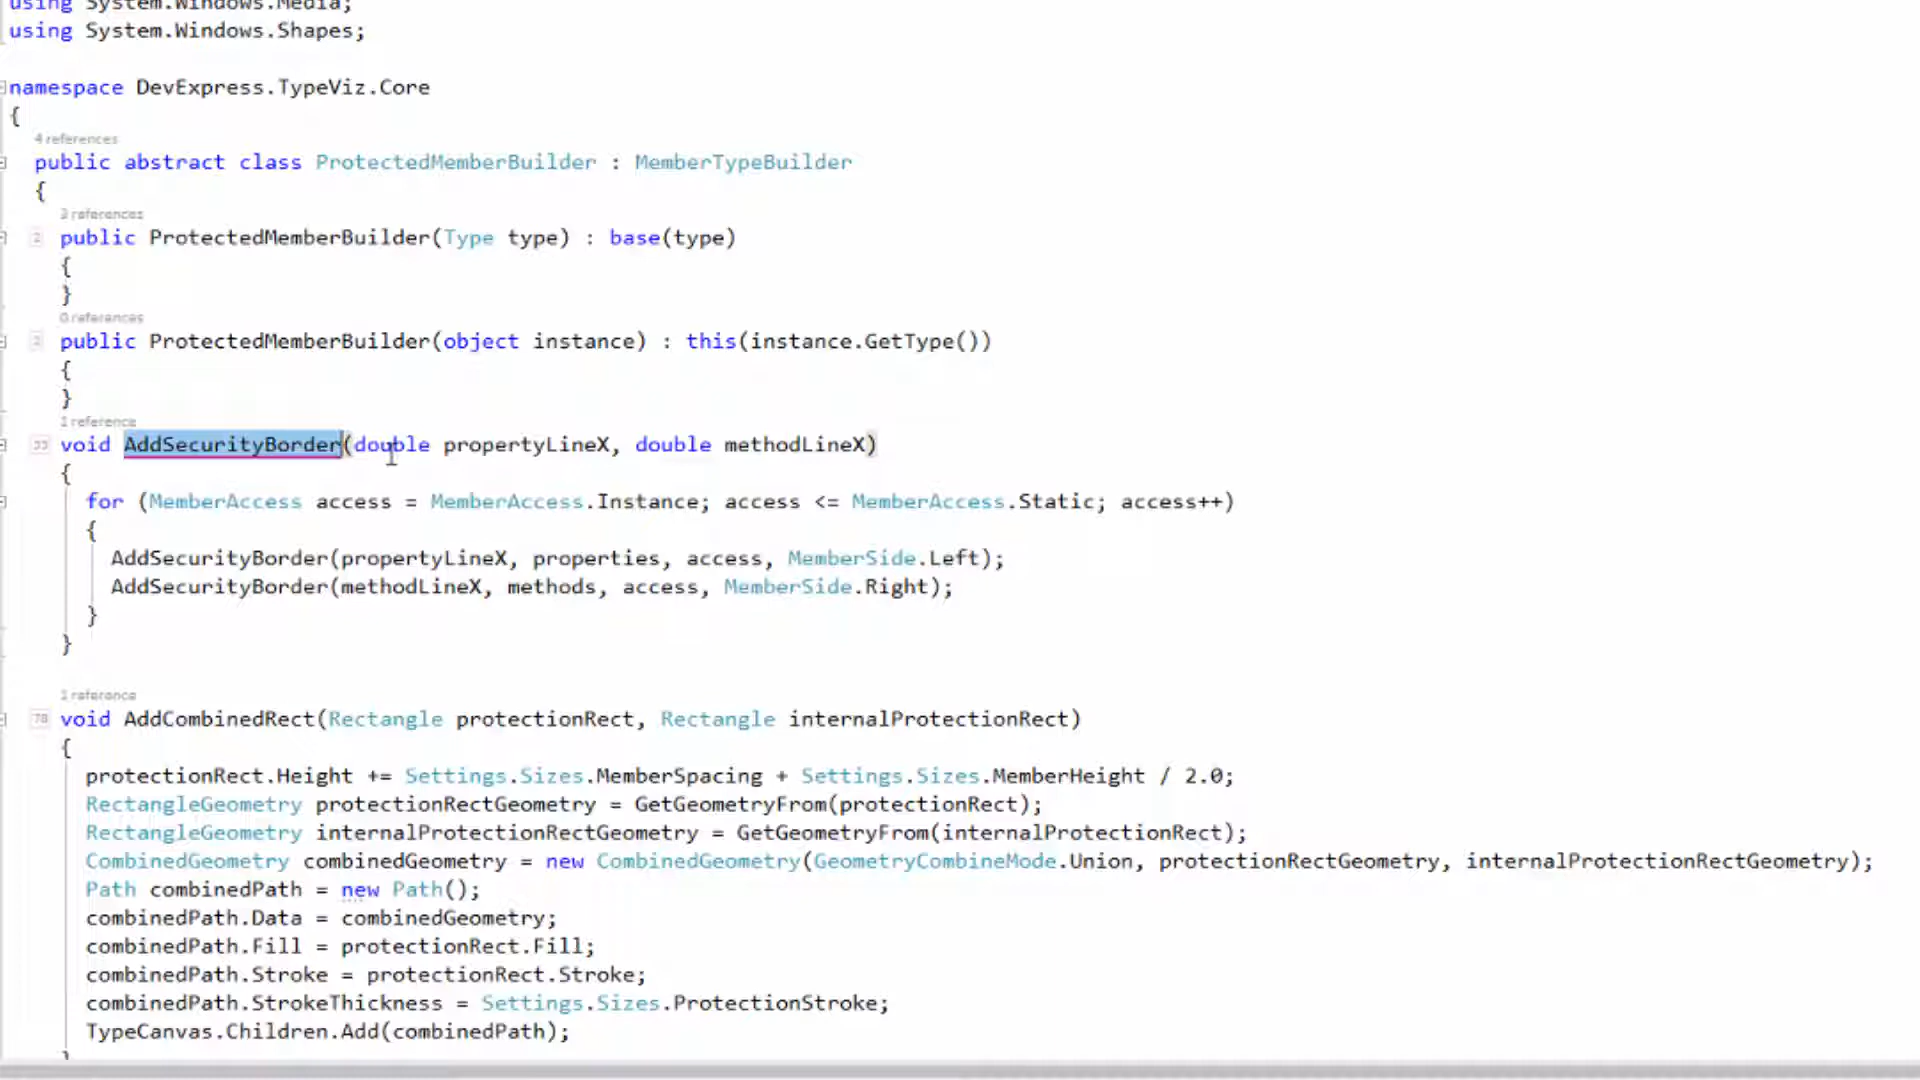 using System.Windows.Media;
using System.Windows.Shapes;
namespace DevExpress.TypeViz.Core
{
4 references
public abstract class ProtectedMemberBuilder : MemberTypeBuilder
{
3 references
2 public ProtectedMemberBuilder(Type type) : base(type)
{
}
0 references
2 public ProtectedMemberBuilder(object instance) : this(instance.GetType())
{
}
1 reference
33 void AddSecurityBorder(double propertyLineX, double methodLineX)
{
for (MemberAccess access = MemberAccess.Instance; access <= MemberAccess.Static; access++)
{
AddSecurityBorder(propertyLineX, properties, access, MemberSide.Left);
AddSecurityBorder(methodLineX, methods, access, MemberSide.Right);
}
}
1 reference
78 void AddCombinedRect(Rectangle protectionRect, Rectangle internalProtectionRect)
{
protectionRect.Height += Settings.Sizes.MemberSpacing + Settings.Sizes.MemberHeight / 2.0;
RectangleGeometry protectionRectGeometry = GetGeometryFrom(protectionRect);
RectangleGeometry internalProtectionRectGeometry = GetGeometryFrom(internalProtectionRect);
CombinedGeometry combinedGeometry = new CombinedGeometry(GeometryCombineMode.Union, protectionRectGeometry, internalProtectionRectGeometry);
Path combinedPath = new Path();
combinedPath.Data = combinedGeometry;
combinedPath.Fill = protectionRect.Fill;
combinedPath.Stroke = protectionRect.Stroke;
combinedPath.StrokeThickness = Settings.Sizes.ProtectionStroke;
TypeCanvas.Children.Add(combinedPath);
}